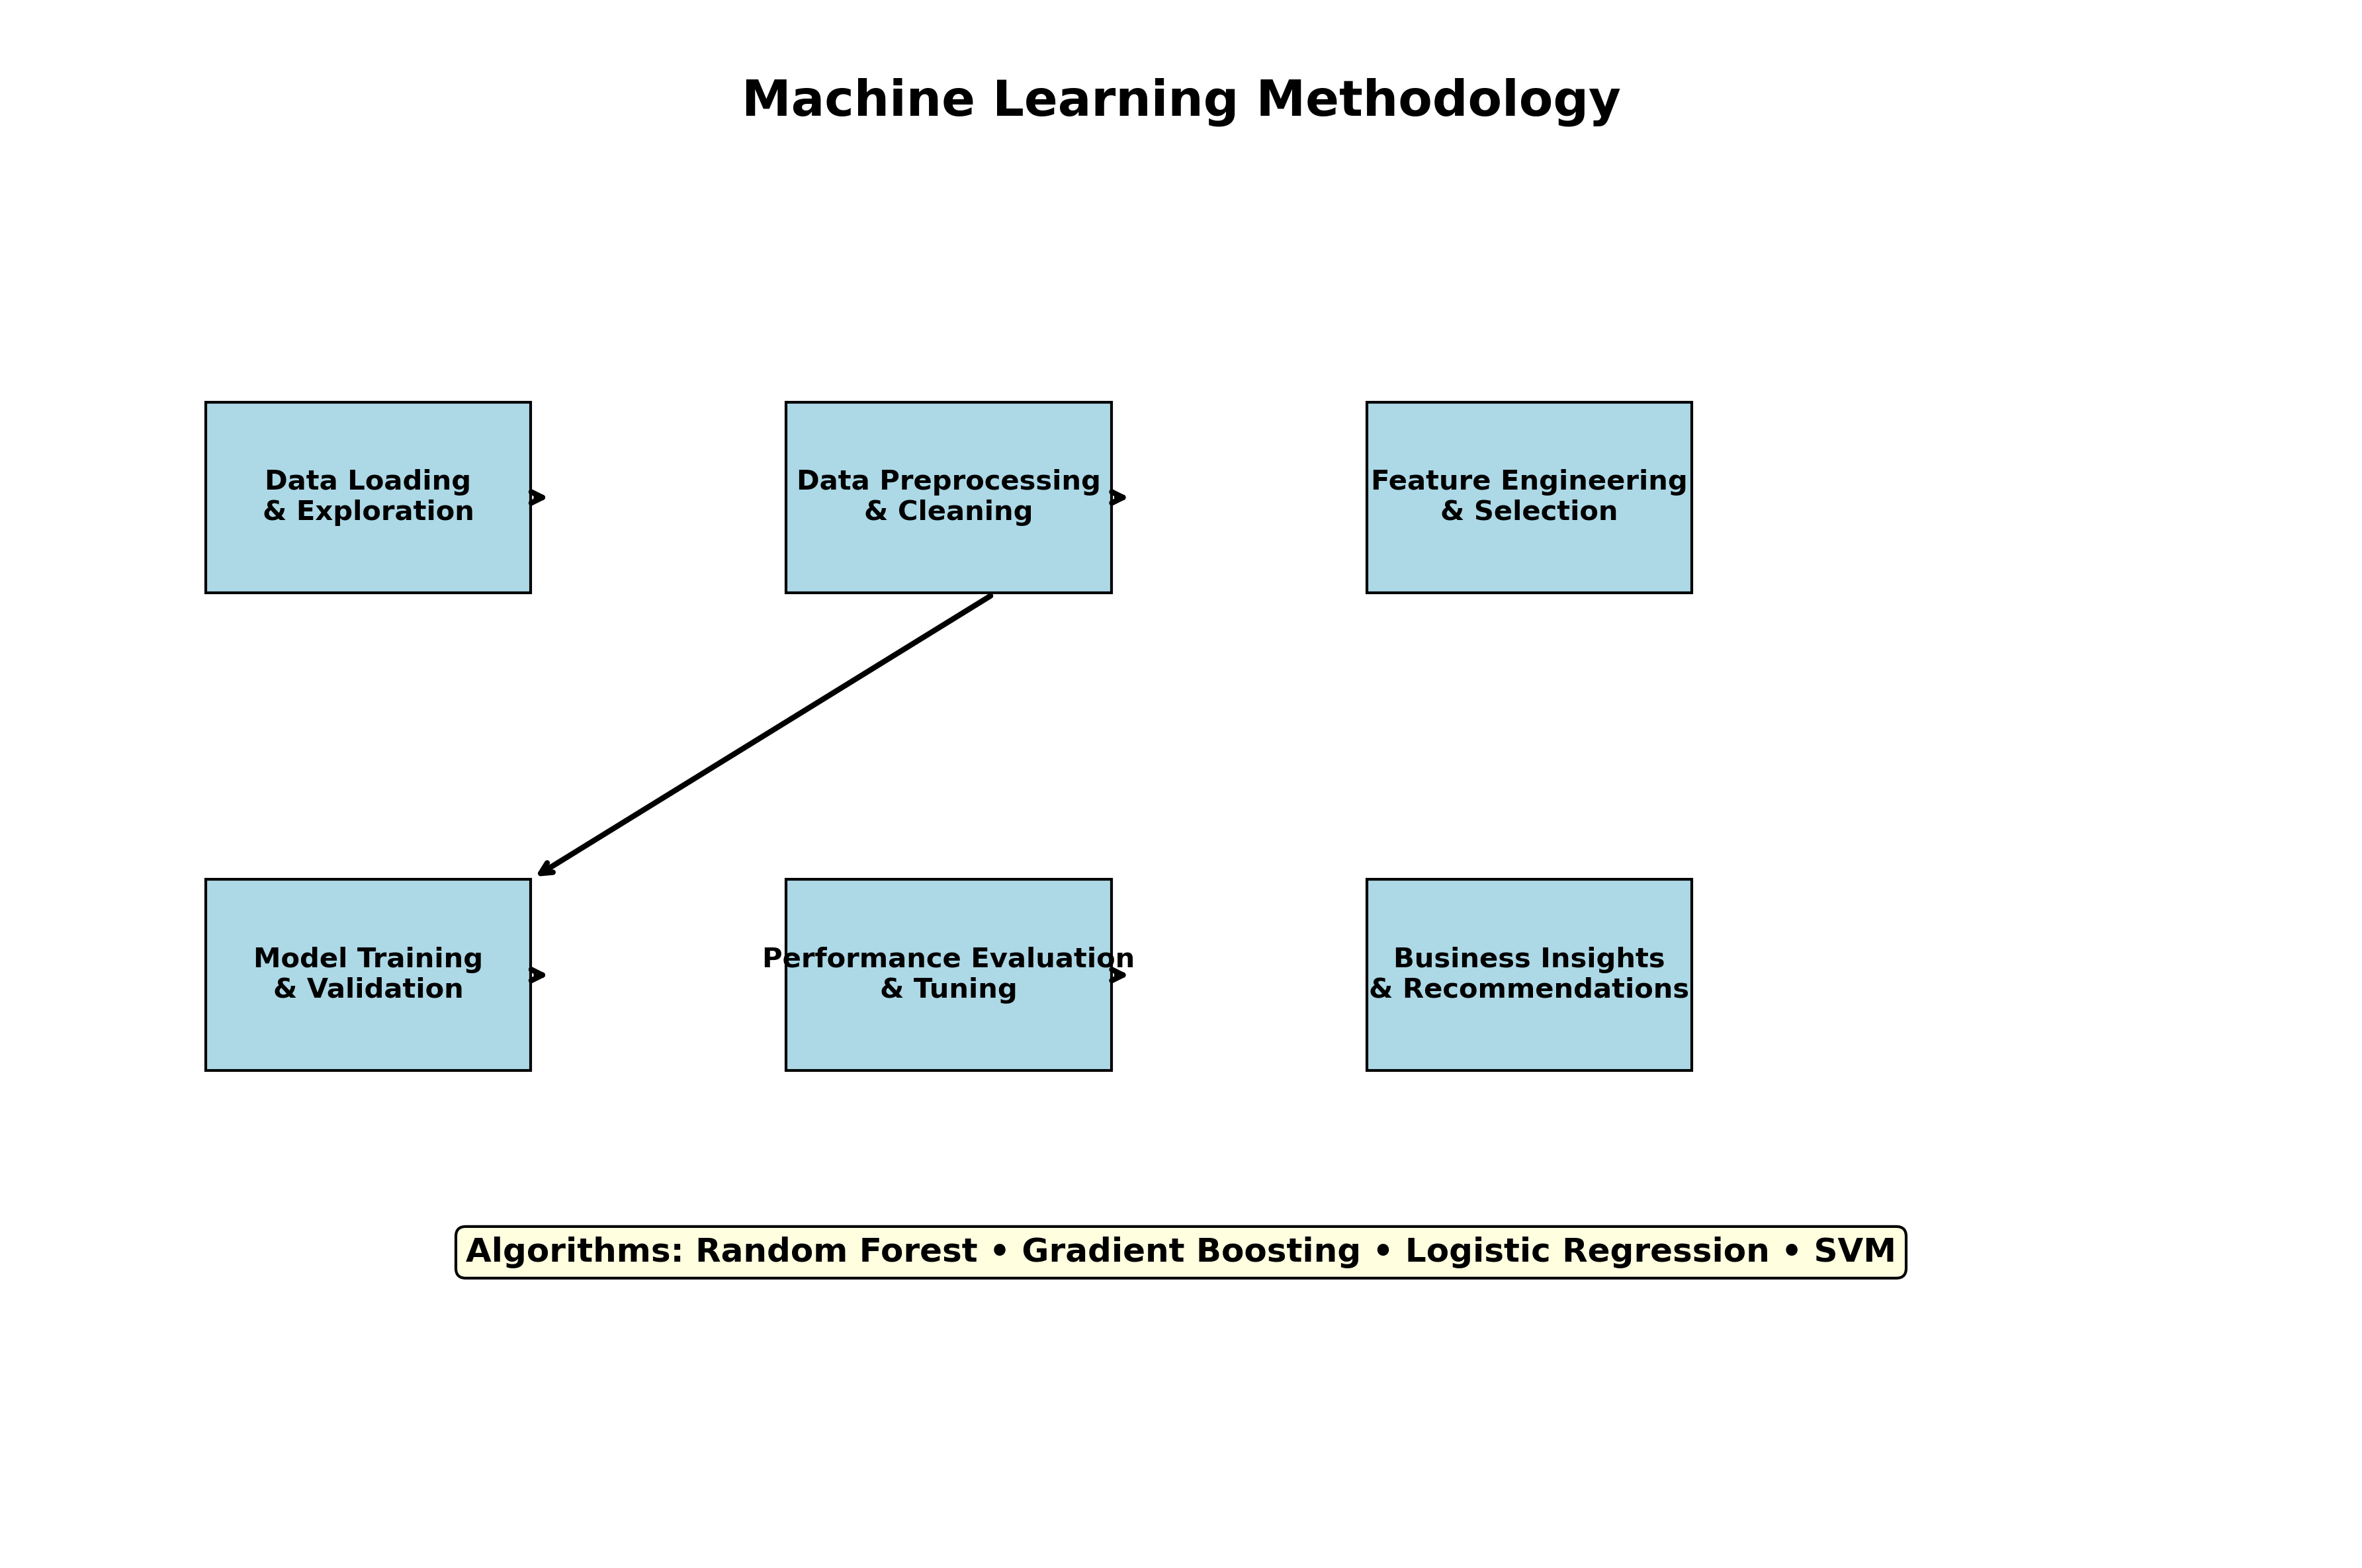 Machine Learning Methodology
Data Loading
& Exploration
Data Preprocessing
& Cleaning
Feature Engineering
& Selection
Model Training
& Validation
Performance Evaluation
& Tuning
Business Insights
& Recommendations
Algorithms: Random Forest • Gradient Boosting • Logistic Regression • SVM